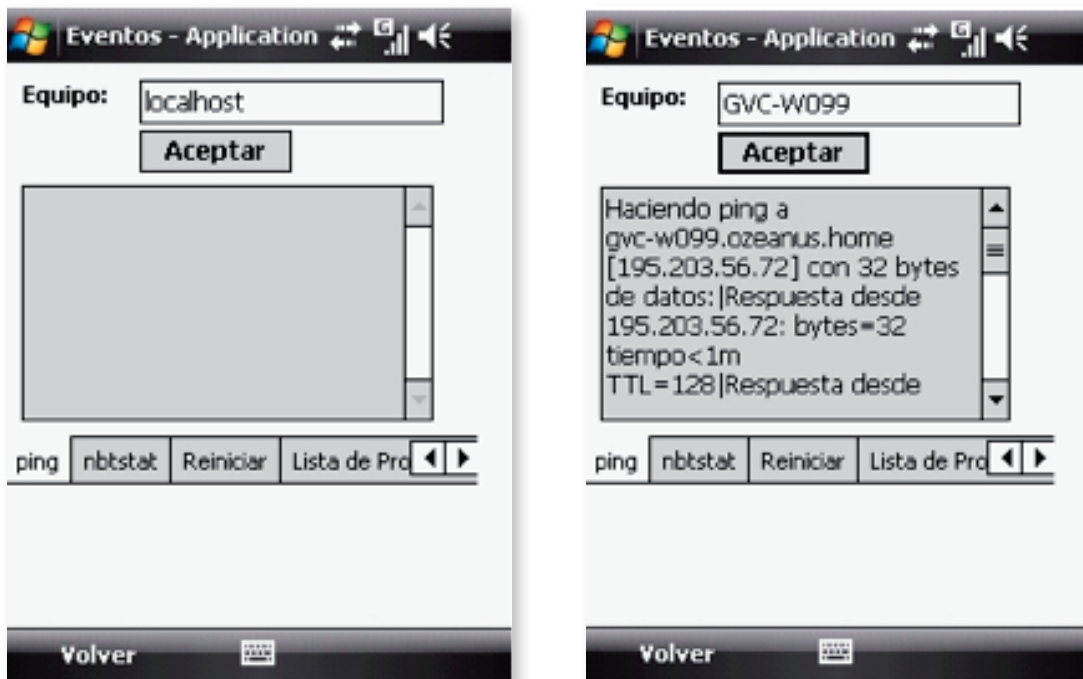 Eventos - Application
Equipo:
localhost
Aceptar
ping
nbtstat
Reiniciar
Lista de Pro
Volver
Eventos - Application
Equipo:
GVC-W099
Aceptar
Haciendo ping a
gvc-w099.ozeanus.home
[195.203.56.72] con 32 bytes
de datos:|Respuesta desde
195.203.56.72: bytes=32
tiempo<1m
TTL=128|Respuesta desde
ping
nbtstat
Reiniciar
Lista de Pro
Volver